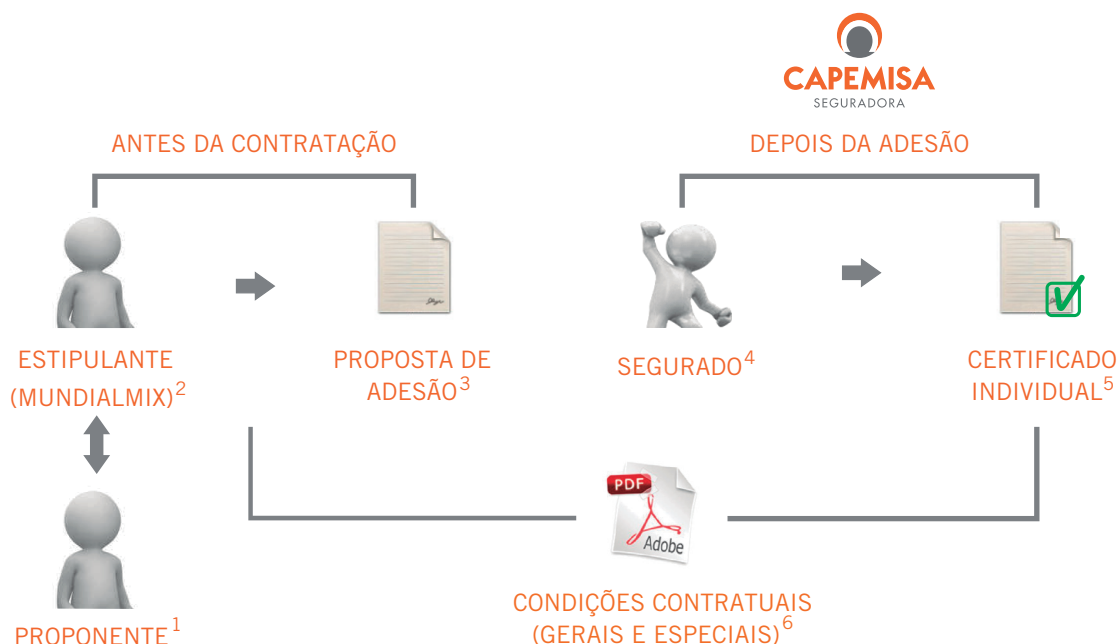 CAPEMISA
SEGURADORA
ANTES DA CONTRATAÇÃO
DEPOIS DA ADESÃO
ESTIPULANTE
(MUNDIALMIX)2
PROPOSTA DE
ADESÃO3
SEGURADO4
CERTIFICADO
INDIVIDUAL5
PDF
Adobe
PROPONENTE1
CONDIÇÕES CONTRATUAIS
(GERAIS E ESPECIAIS)6